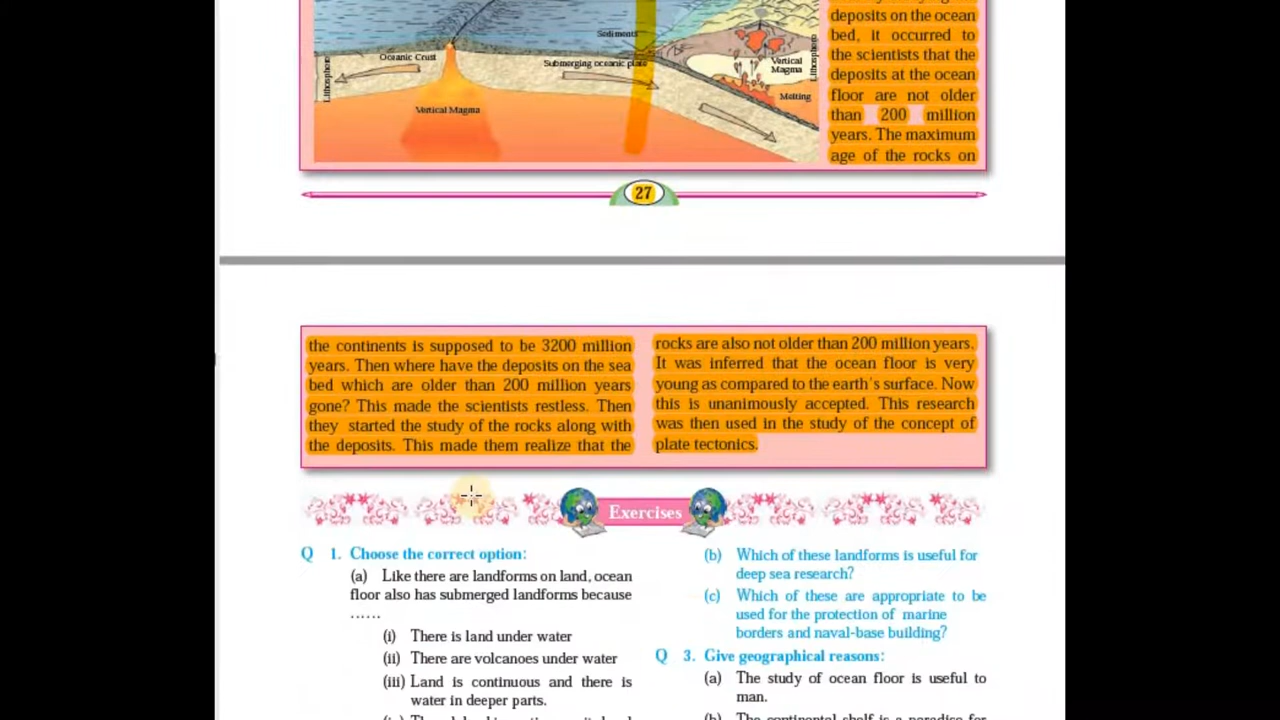 Sediments
Oceanic Crust
Submerging oceanic plate
Vertical
Magma
Lithosphere
Lithosphere
Melting
Vertical Magma
deposits on the ocean
bed, it occurred to
the scientists that the
deposits at the ocean
floor are not older
than 200 million
years. The maximum
age of the rocks on
27
the continents is supposed to be 3200 million
years. Then where have the deposits on the sea
bed which are older than 200 million years
gone? This made the scientists restless. Then
they started the study of the rocks along with
the deposits. This made them realize that the
rocks are also not older than 200 million years.
It was inferred that the ocean floor is very
young as compared to the earth's surface. Now
this is unanimously accepted. This research
was then used in the study of the concept of
plate tectonics.
Exercises
Q 1. Choose the correct option:
(a) Like there are landforms on land, ocean
floor also has submerged landforms because
......
(i) There is land under water
(ii) There are volcanoes under water
(iii) Land is continuous and there is
water in deeper parts.
(b) Which of these landforms is useful for
deep sea research?
(c) Which of these are appropriate to be
used for the protection of marine
borders and naval-base building?
Q 3. Give geographical reasons:
(a) The study of ocean floor is useful to
man.
(b) The continental shelf is a paradise for